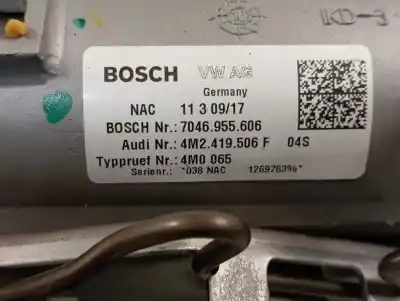 KD-3
BOSCH VW AG
Germany
NAC 11 3 09/17
BOSCH Nr.: 7046.955.606
Audi Nr.: 4M2.419.506 F 04S
Typpruef Nr.: 4M0 065
Serienr.: *038 NAC 1269763%*